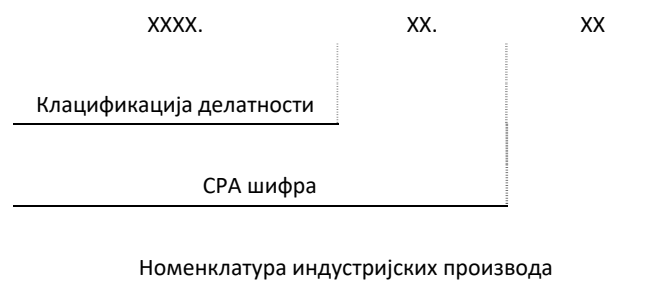 XXXX. XX. XX
Клацификација делатности
CPA шифра
Номенклатура индустријских производа